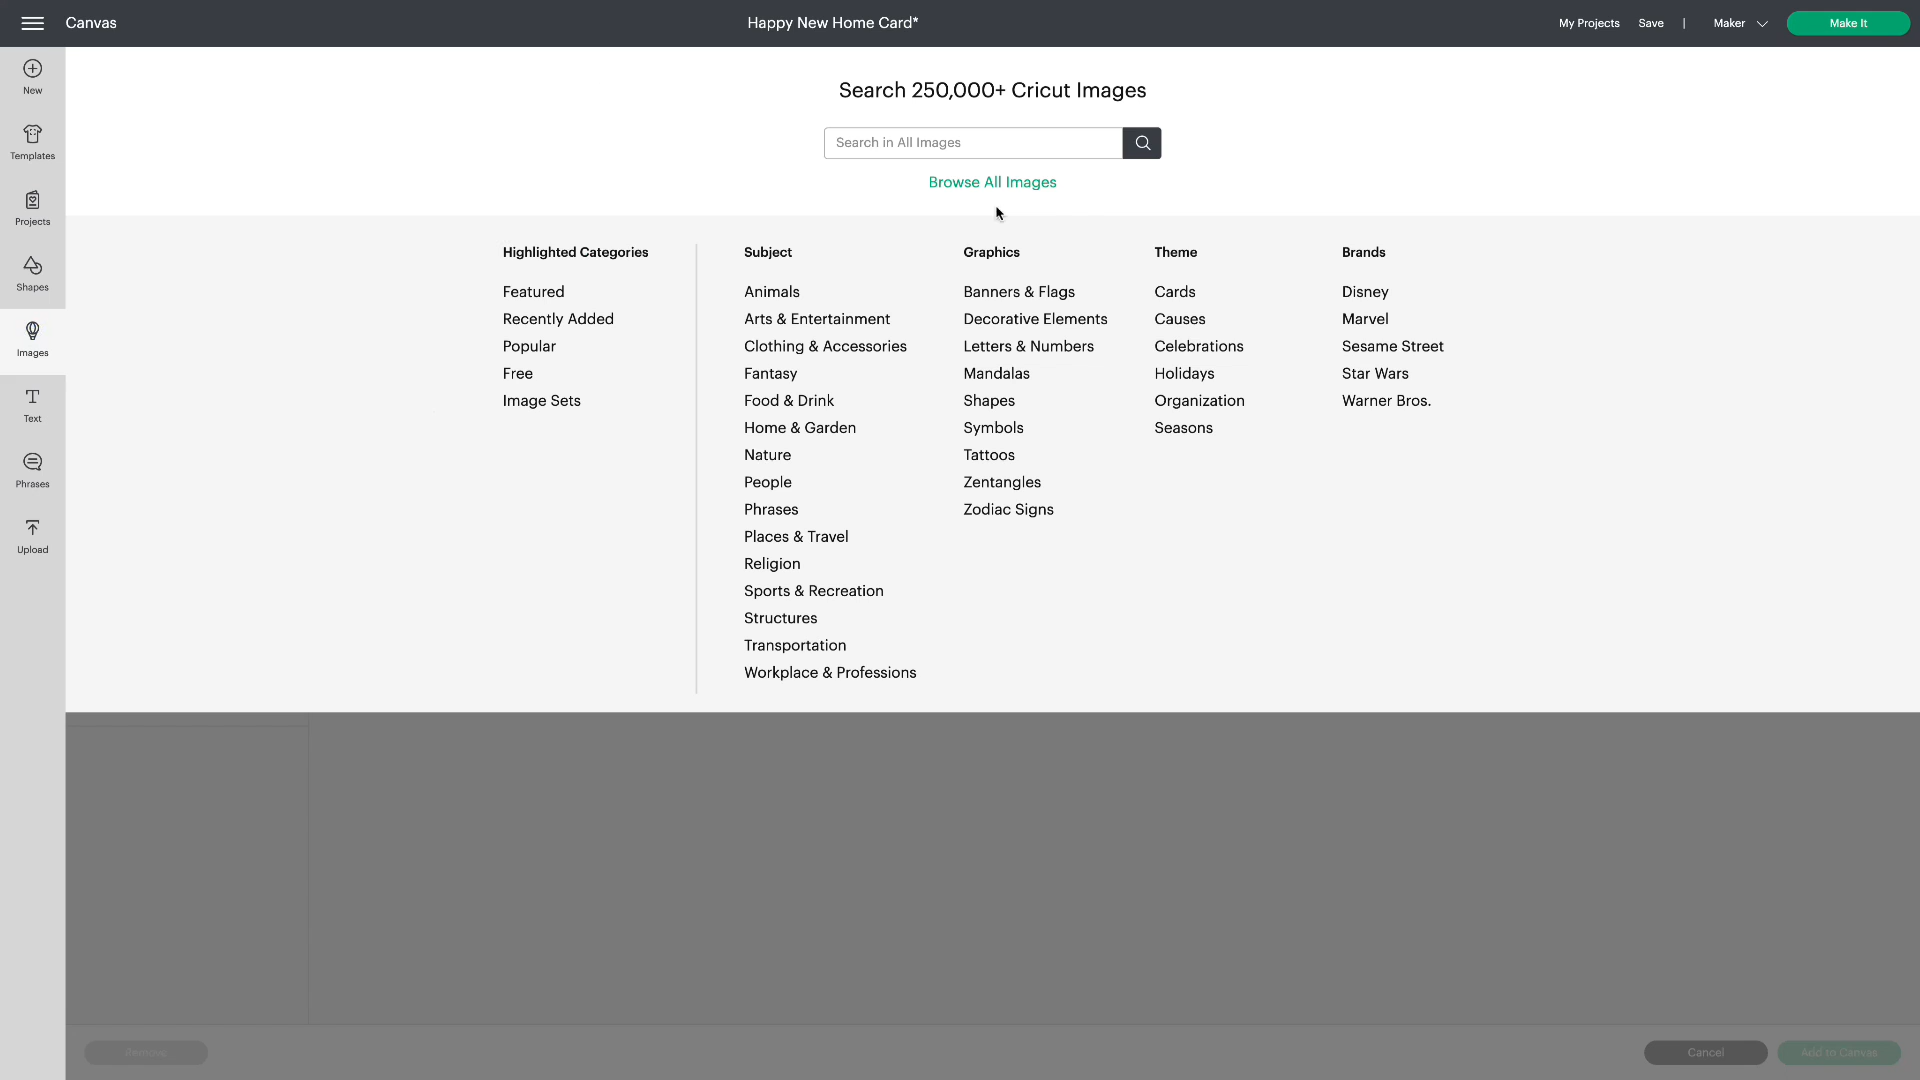 Canvas
Happy New Home Card*
My Projects
Save
|
Maker
Make It
New
Templates
Projects
Shapes
Images
Text
Phrases
Upload
Search 250,000+ Cricut Images
Search in All Images
Browse All Images
Highlighted Categories
Featured
Recently Added
Popular
Free
Image Sets
Subject
Animals
Arts & Entertainment
Clothing & Accessories
Fantasy
Food & Drink
Home & Garden
Nature
People
Phrases
Places & Travel
Religion
Sports & Recreation
Structures
Transportation
Workplace & Professions
Graphics
Banners & Flags
Decorative Elements
Letters & Numbers
Mandalas
Shapes
Symbols
Tattoos
Zentangles
Zodiac Signs
Theme
Cards
Causes
Celebrations
Holidays
Organization
Seasons
Brands
Disney
Marvel
Sesame Street
Star Wars
Warner Bros.
Remove
Cancel
Add to Canvas